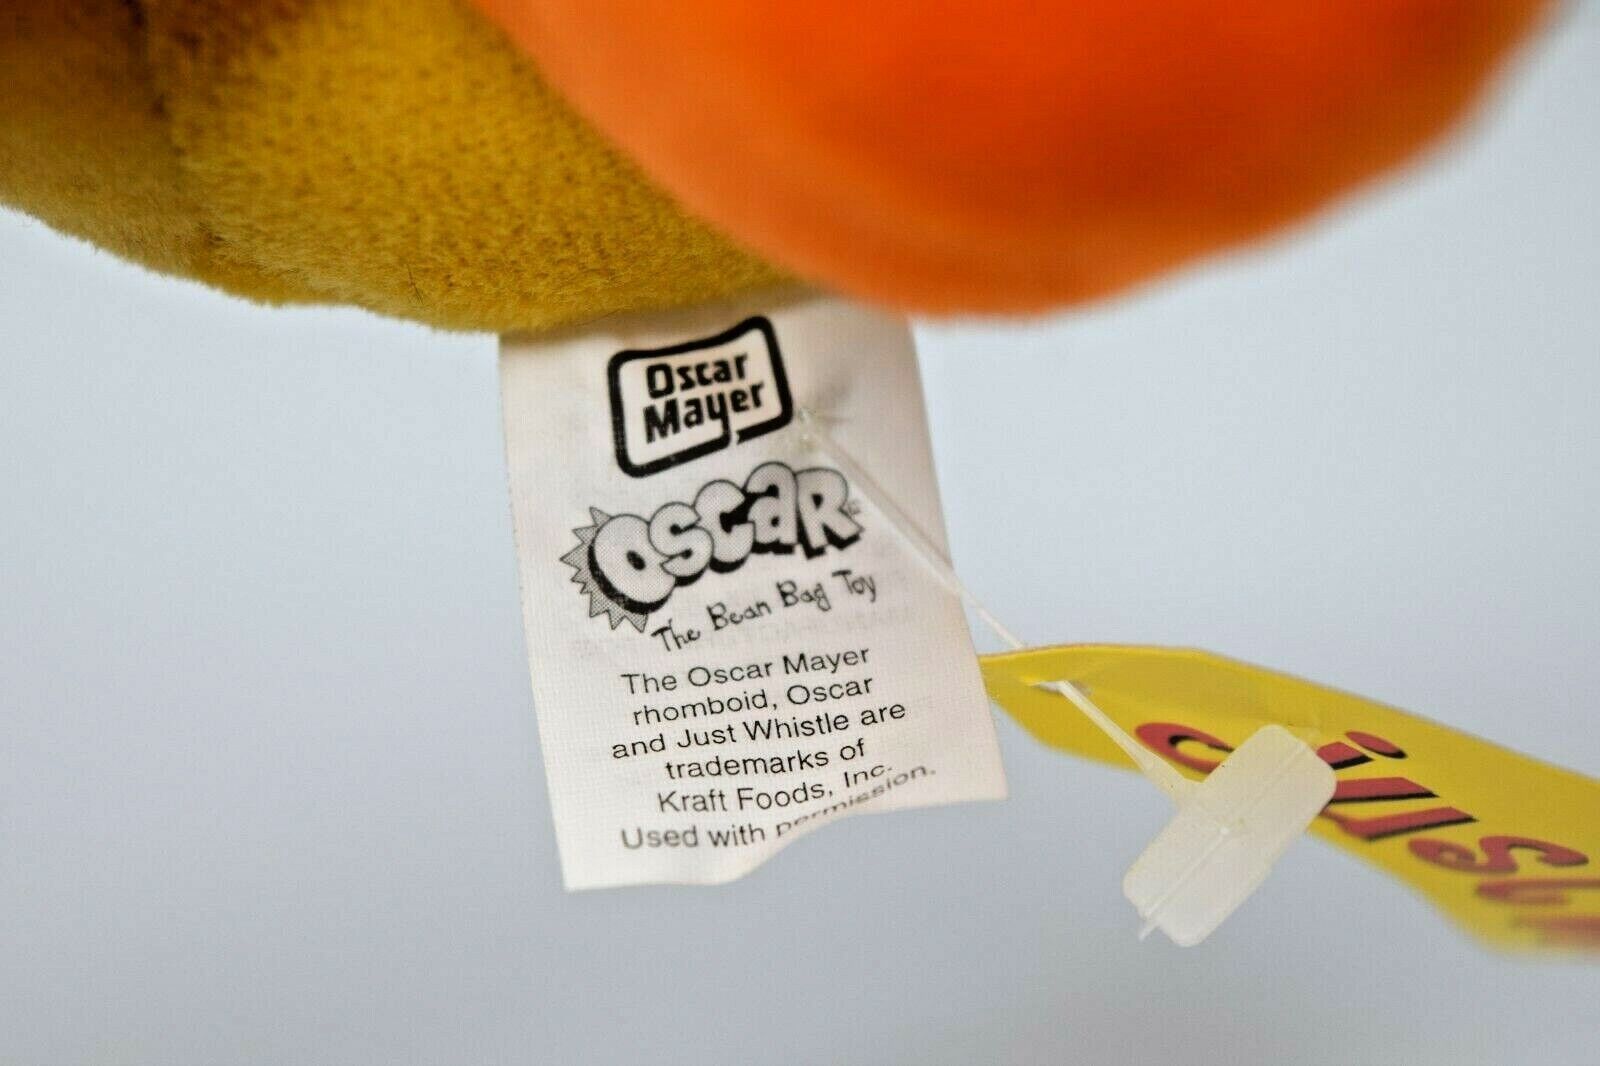 Oscar
Mayer
OSCAR
The Bean Bag Toy
The Oscar Mayer
rhomboid, Oscar
and Just Whistle are
trademarks of
Kraft Foods, Inc.
Used with permission.